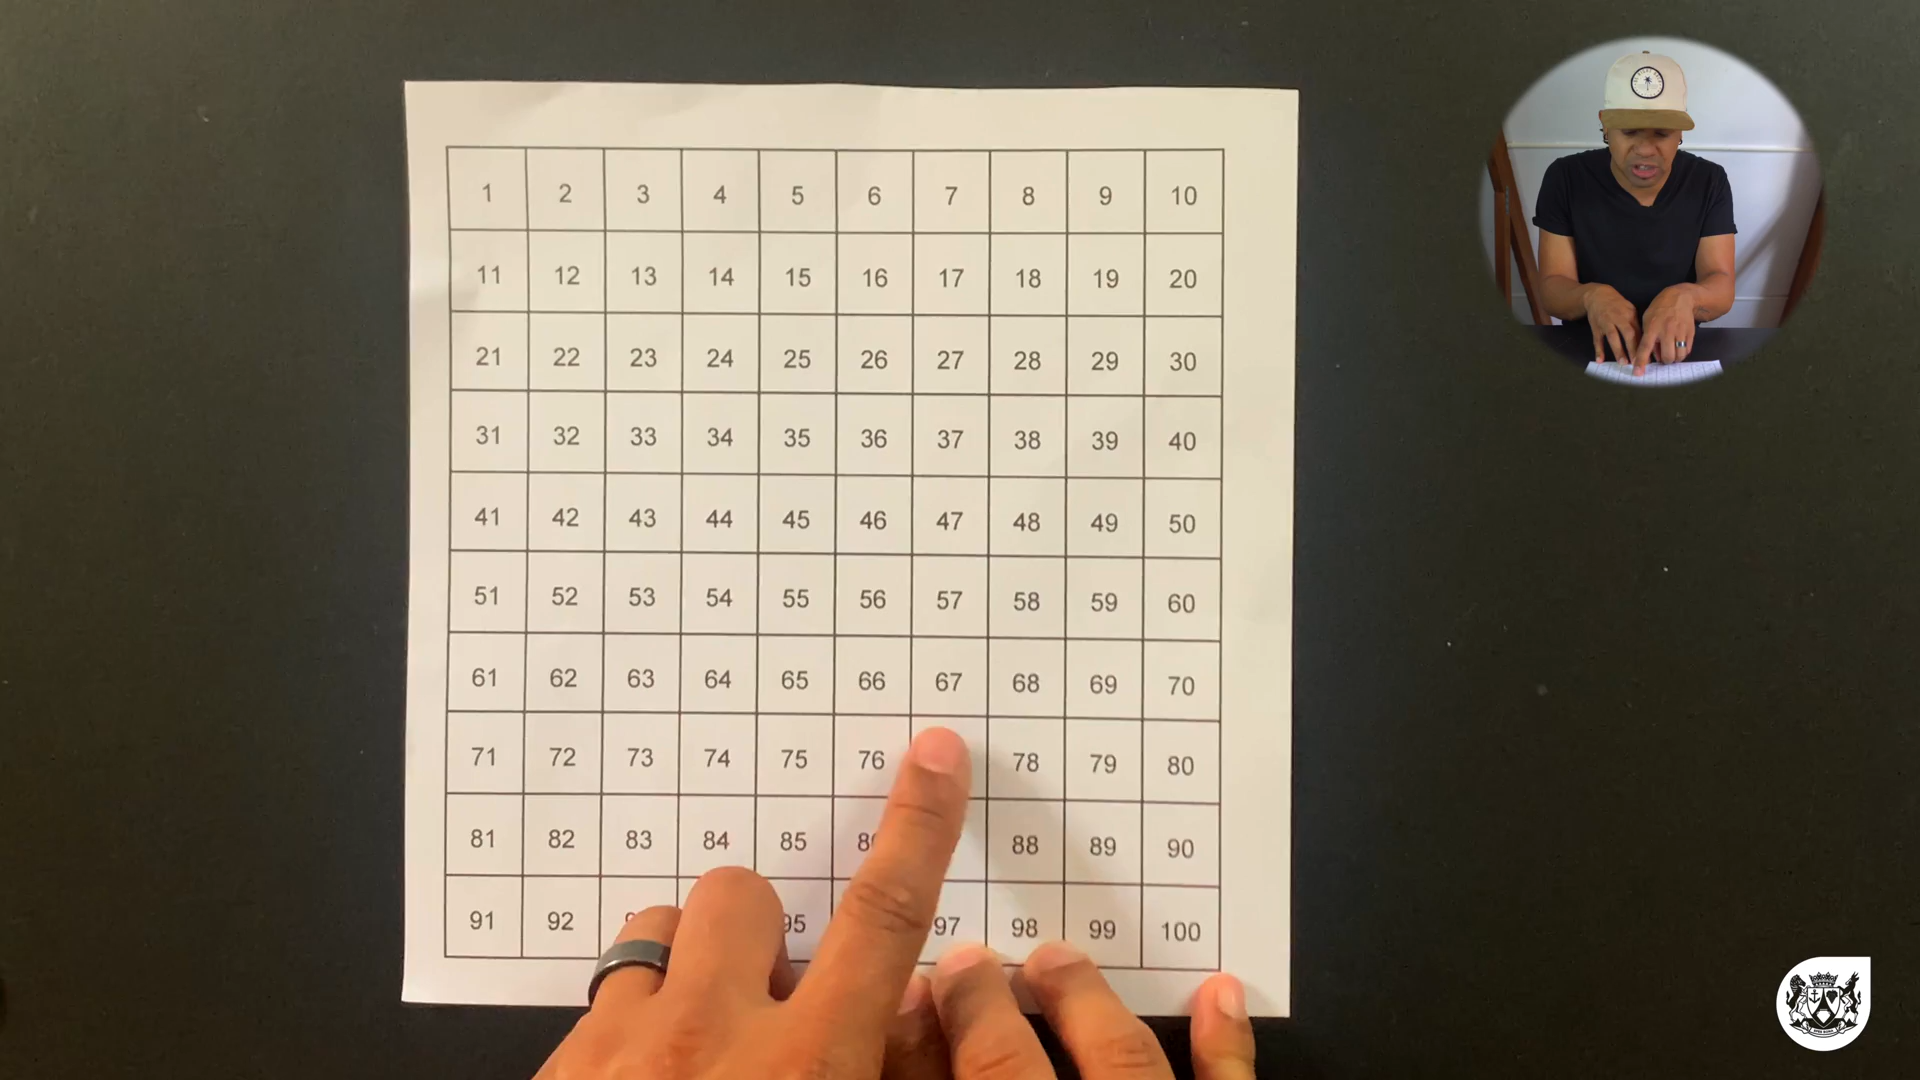 1 2 3 4 5 6 7 8 9 10
11 12 13 14 15 16 17 18 19 20
21 22 23 24 25 26 27 28 29 30
31 32 33 34 35 36 37 38 39 40
41 42 43 44 45 46 47 48 49 50
51 52 53 54 55 56 57 58 59 60
61 62 63 64 65 66 67 68 69 70
71 72 73 74 75 76 78 79 80
81 82 83 84 85 88 89 90
91 92 95 97 98 99 100